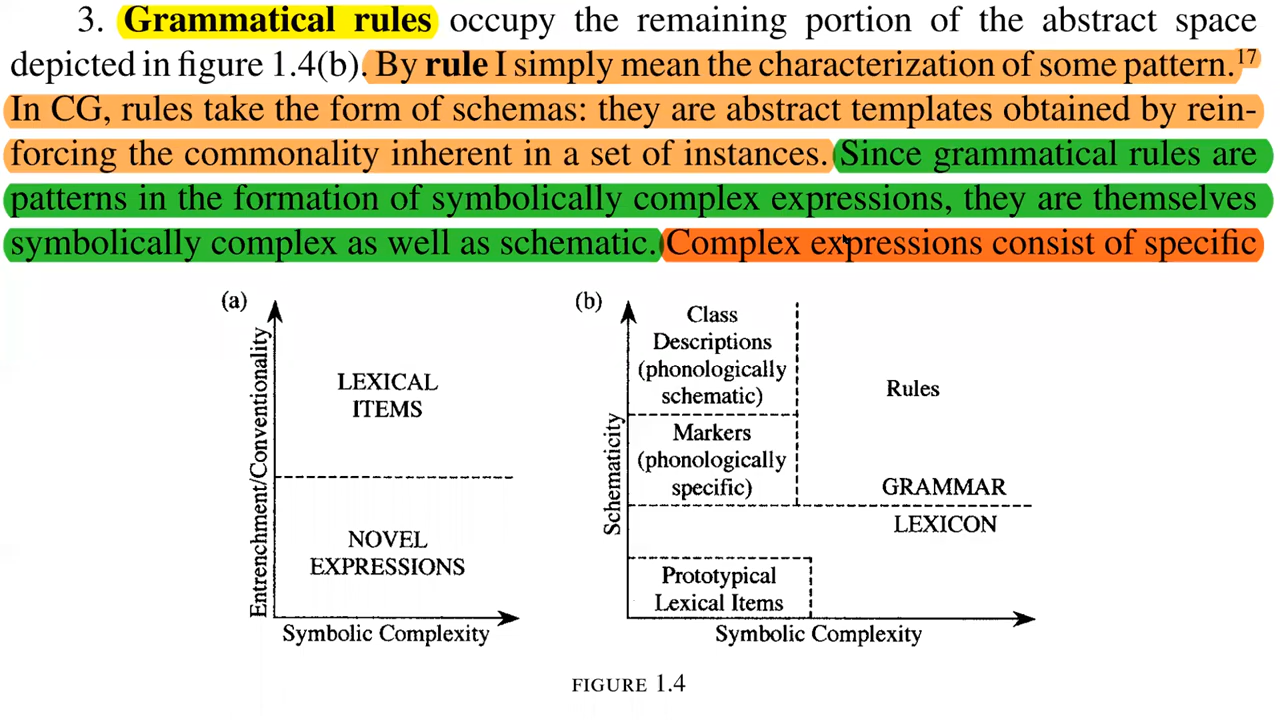 3. Grammatical rules occupy the remaining portion of the abstract space
depicted in figure 1.4(b). By rule I simply mean the characterization of some pattern.17
In CG, rules take the form of schemas: they are abstract templates obtained by rein-
forcing the commonality inherent in a set of instances. Since grammatical rules are
patterns in the formation of symbolically complex expressions, they are themselves
symbolically complex as well as schematic. Complex expressions consist of specific
(a)
Entrenchment/Conventionality
LEXICAL
ITEMS
NOVEL
EXPRESSIONS
Symbolic Complexity
(b)
Schematicity
Class
Descriptions
(phonologically
schematic)
Rules
Markers
(phonologically
specific)
GRAMMAR
LEXICON
Prototypical
Lexical Items
Symbolic Complexity
FIGURE 1.4